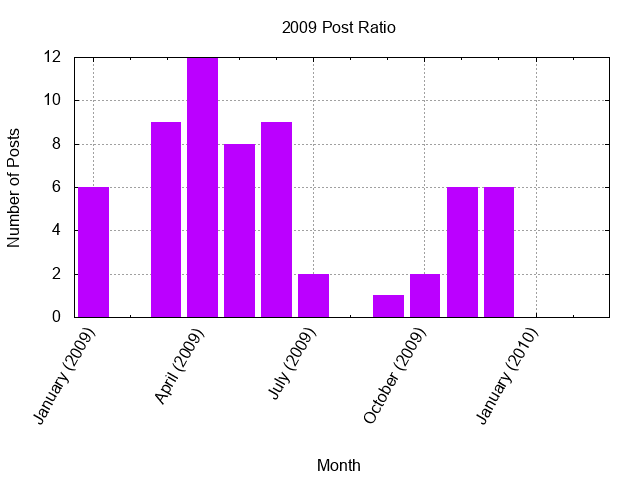 2009 Post Ratio
Number of Posts
12
10
8
6
4
2
0
January (2009)
April (2009)
July (2009)
October (2009)
January (2010)
Month